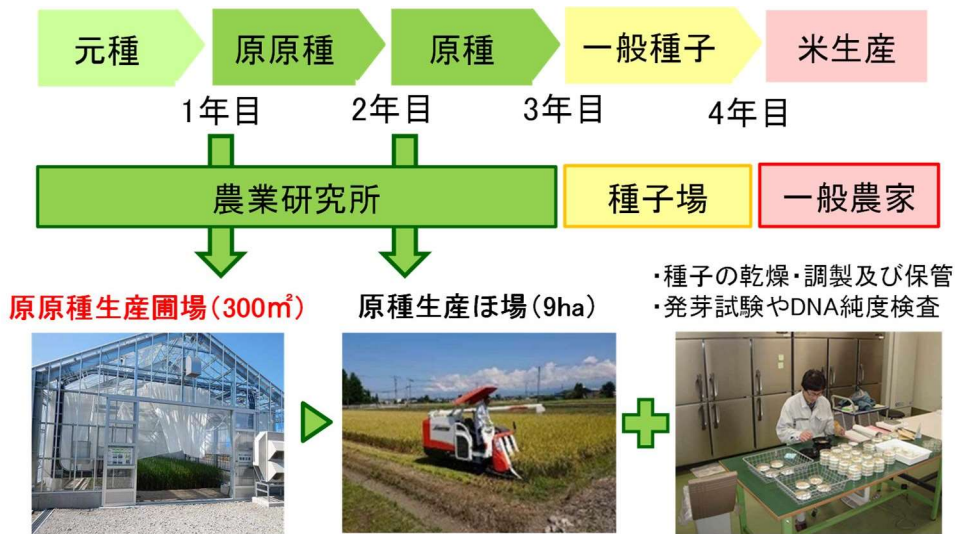 元種
原原種
原種
一般種子
米生産
1年目
2年目
3年目
4年目
農業研究所
種子場
一般農家
原原種生産圃場(300㎡)
原種生産ほ場(9ha)
・種子の乾燥・調製及び保管
・発芽試験やDNA純度検査